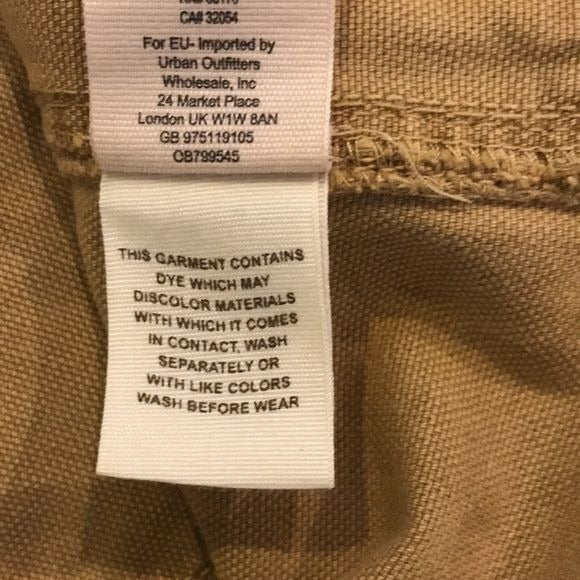 CA# 32054
For EU- Imported by
Urban Outfitters
Wholesale, Inc
24 Market Place
London UK W1W 8AN
GB 975119105
OB799545
THIS GARMENT CONTAINS
DYE WHICH MAY
DISCOLOR MATERIALS
WITH WHICH IT COMES
IN CONTACT, WASH
SEPARATELY OR
WITH LIKE COLORS
WASH BEFORE WEAR